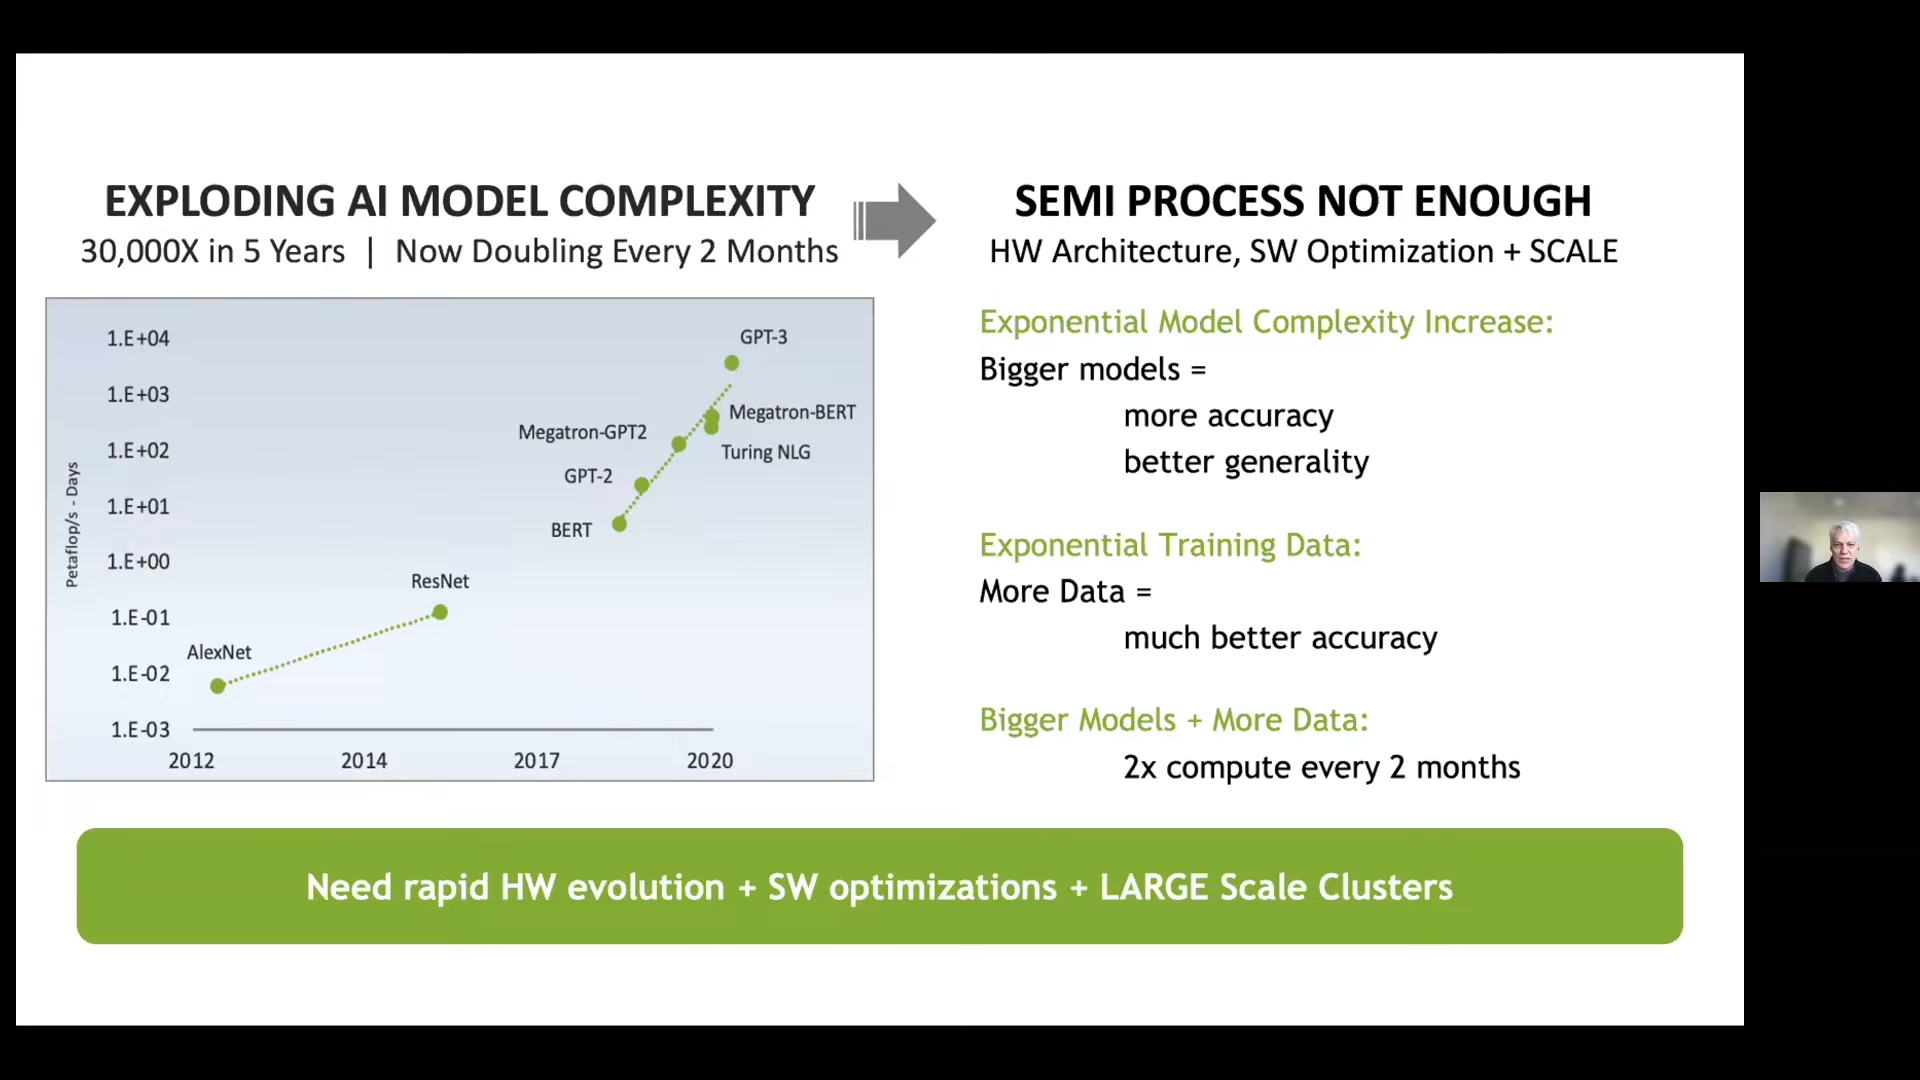 EXPLODING AI MODEL COMPLEXITY
30,000X in 5 Years | Now Doubling Every 2 Months
SEMI PROCESS NOT ENOUGH
HW Architecture, SW Optimization + SCALE
Petaflop/s - Days
1.E+04
1.E+03
1.E+02
1.E+01
1.E+00
1.E-01
1.E-02
1.E-03
2012
2014
2017
2020
AlexNet
ResNet
BERT
GPT-2
Megatron-GPT2
Turing NLG
Megatron-BERT
GPT-3
Exponential Model Complexity Increase:
Bigger models =
more accuracy
better generality
Exponential Training Data:
More Data =
much better accuracy
Bigger Models + More Data:
2x compute every 2 months
Need rapid HW evolution + SW optimizations + LARGE Scale Clusters